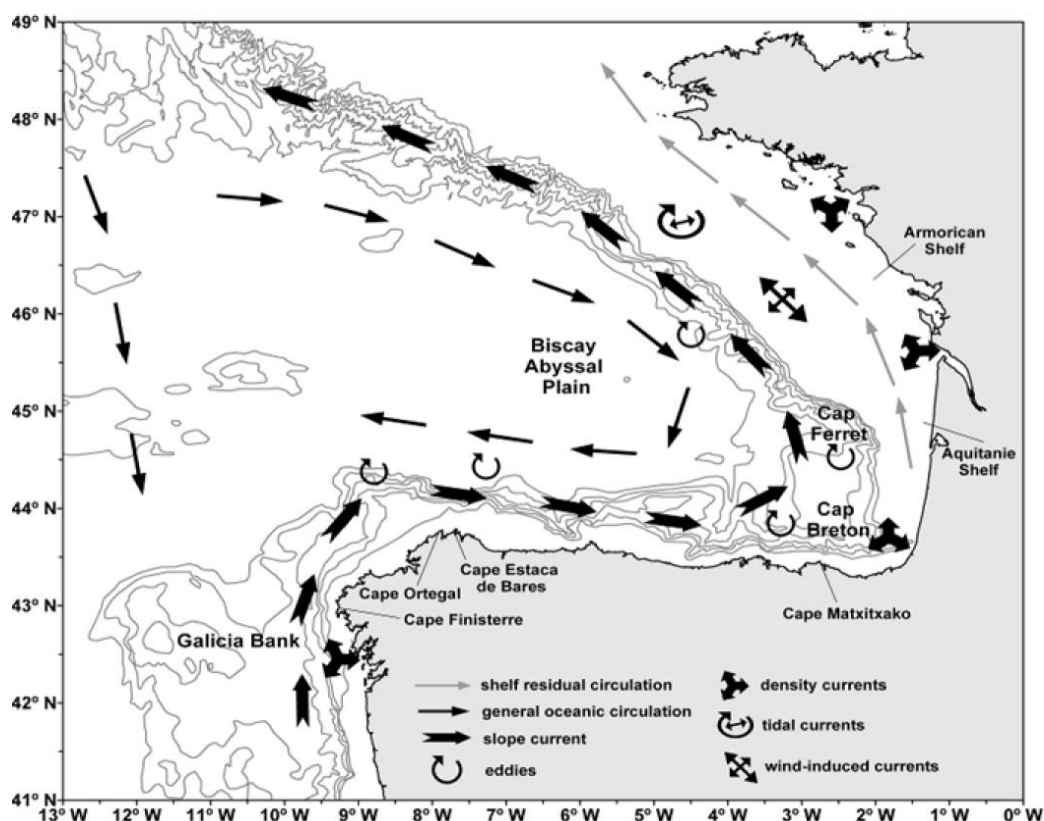 49° N
48° N
47° N
46° N
45° N
44° N
43° N
42° N
41° N
Armorican
Shelf
Biscay
Abyssal
Plain
Cap
Ferret
Aquitanie
Shelf
Cap
Breton
Cape Estaca
de Bares
Cape Ortegal
Cape Matxitxako
Cape Finisterre
Galicia Bank
shelf residual circulation
general oceanic circulation
slope current
eddies
density currents
tidal currents
wind-induced currents
13° W 12° W 11° W 10° W 9° W 8° W 7° W 6° W 5° W 4° W 3° W 2° W 1° W 0° W